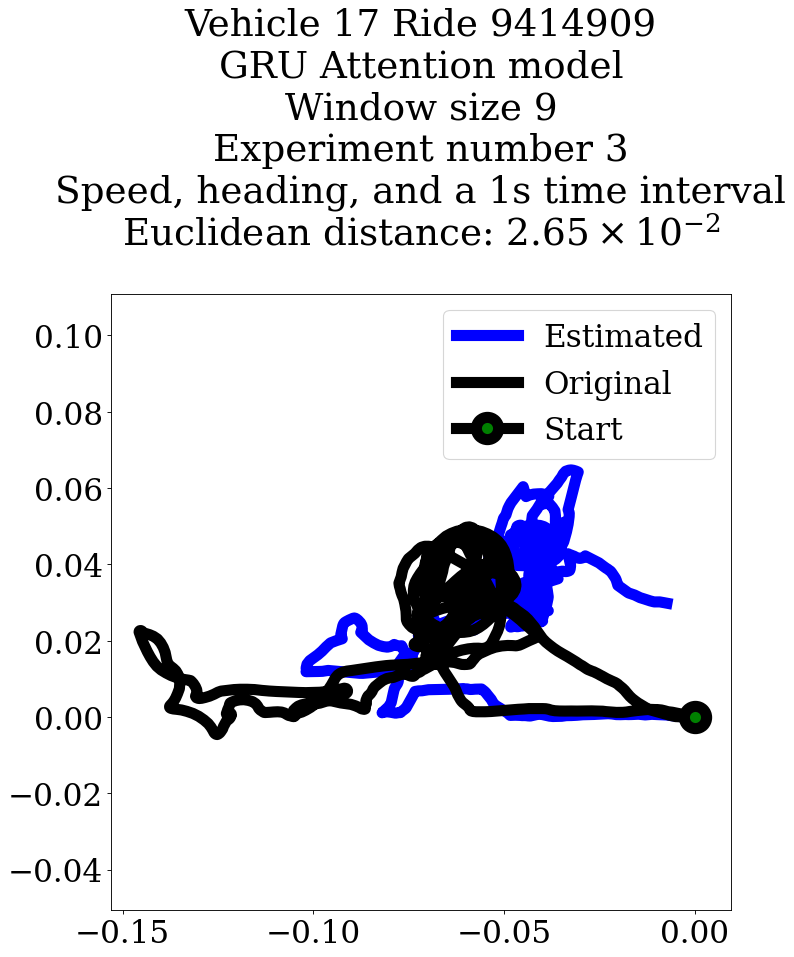 Vehicle 17 Ride 9414909
GRU Attention model
Window size 9
Experiment number 3
Speed, heading, and a 1s time interval
Euclidean distance: 2.65 × 10⁻²
Estimated
Original
Start
0.10
0.08
0.06
0.04
0.02
0.00
−0.02
−0.04
−0.15 −0.10 −0.05 0.00